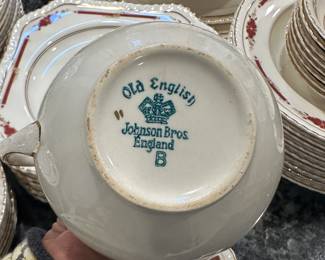 Old English
Johnson Bros.
England
B